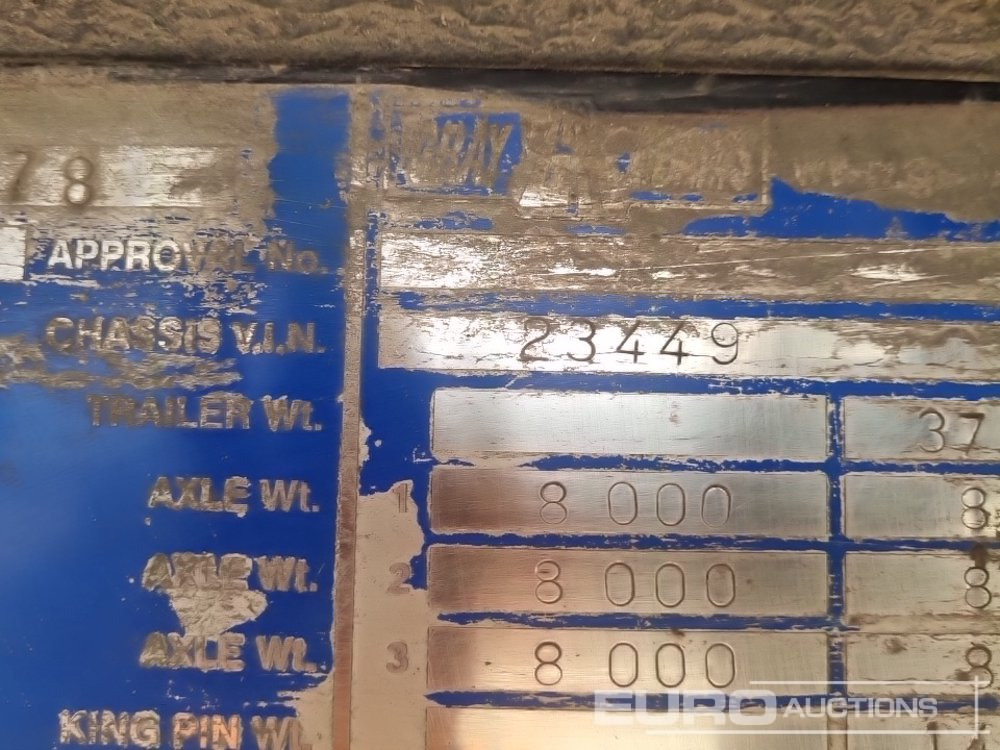 78
APPROVAL No.
CHASSIS V.I.N. 23449
TRAILER Wt. 37
AXLE Wt. 1 8 000 8
AXLE Wt. 2 8 000 8
AXLE Wt. 3 8 000 8
KING PIN Wt.
EURO AUCTIONS